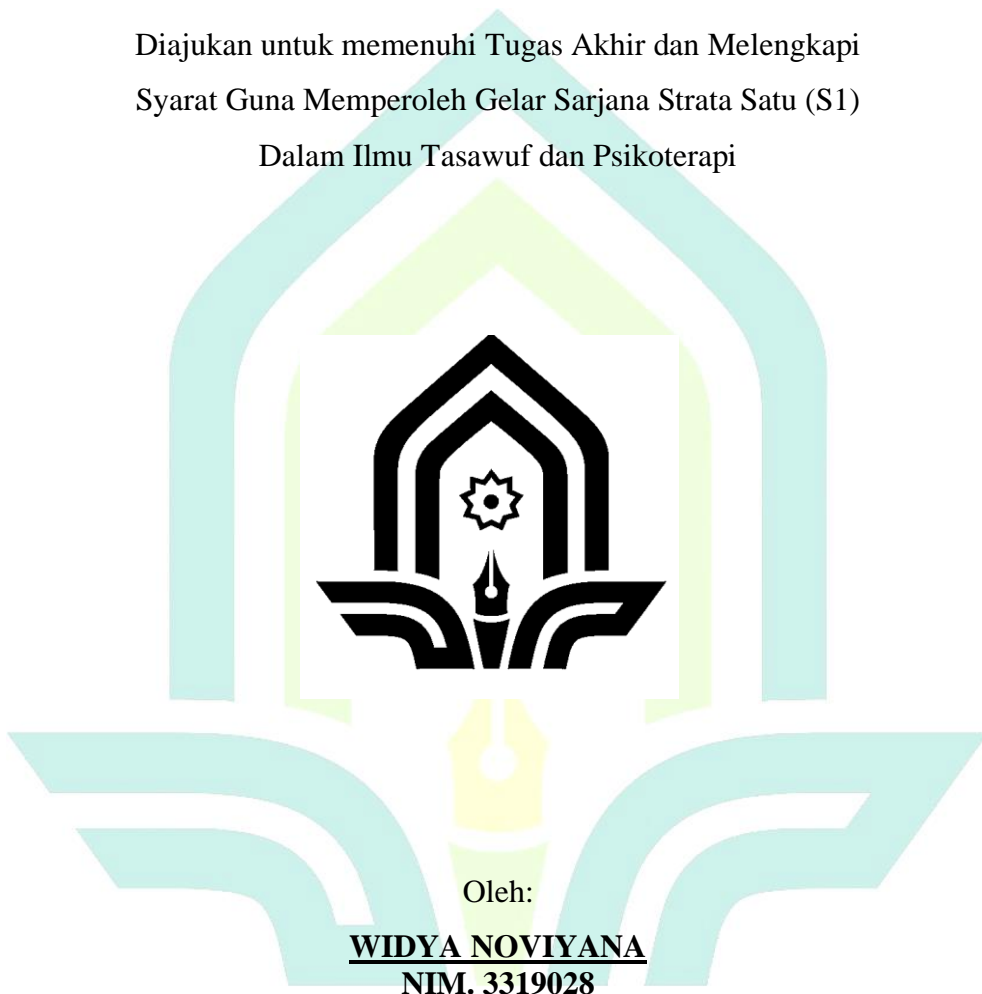 Diajukan untuk memenuhi Tugas Akhir dan Melengkapi
Syarat Guna Memperoleh Gelar Sarjana Strata Satu (S1)
Dalam Ilmu Tasawuf dan Psikoterapi
Oleh:
WIDYA NOVIYANA
NIM. 3319028